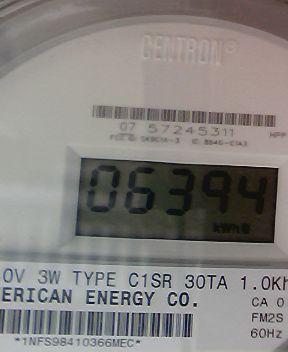 CENTRON®
07 57245311
06394
kWh
0V 3W TYPE C1SR 30TA 1.0Kh
ERICAN ENERGY CO.
CA 0
FM2S
60Hz
*1NFS98410366MEC*